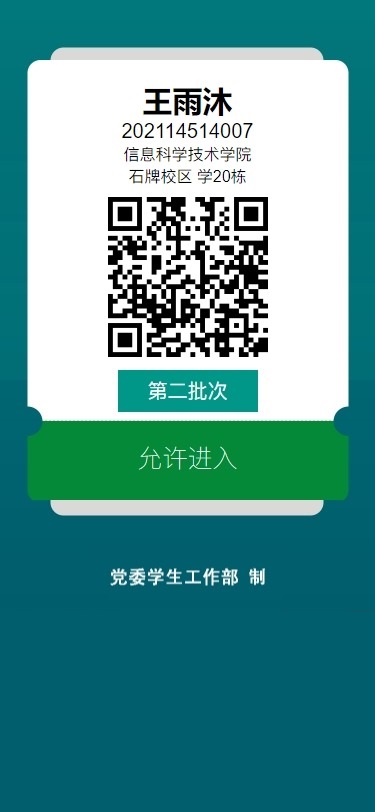 王雨沐
202114514007
信息科学技术学院
石牌校区 学20栋
第二批次
允许进入
党委学生工作部 制